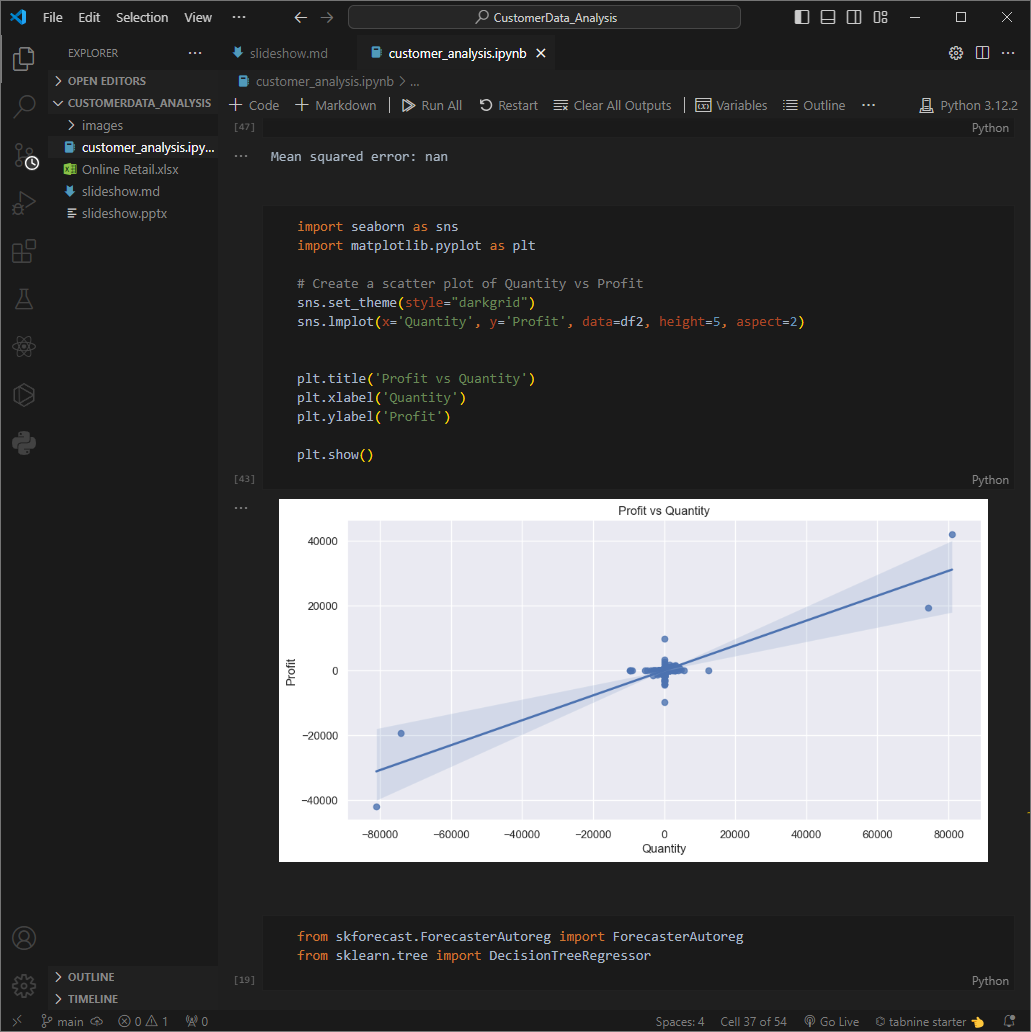 File Edit Selection View ··· CustomerData_Analysis
EXPLORER ···
slideshow.md customer_analysis.ipynb
OPEN EDITORS
CUSTOMERDATA_ANALYSIS
images
customer_analysis.ipy...
Online Retail.xlsx
slideshow.md
slideshow.pptx
customer_analysis.ipynb > ...
+ Code + Markdown Run All Restart Clear All Outputs Variables Outline ··· Python 3.12.2
[47] Python
Mean squared error: nan
import seaborn as sns
import matplotlib.pyplot as plt
# Create a scatter plot of Quantity vs Profit
sns.set_theme(style="darkgrid")
sns.lmplot(x='Quantity', y='Profit', data=df2, height=5, aspect=2)
plt.title('Profit vs Quantity')
plt.xlabel('Quantity')
plt.ylabel('Profit')
plt.show()
[43] Python
Profit vs Quantity
40000
20000
0
−20000
−40000
Profit
−80000 −60000 −40000 −20000 0 20000 40000 60000 80000
Quantity
from skforecast.ForecasterAutoreg import ForecasterAutoreg
from sklearn.tree import DecisionTreeRegressor
[19] Python
OUTLINE
TIMELINE
main 0 1 0 Spaces: 4 Cell 37 of 54 Go Live tabnine starter